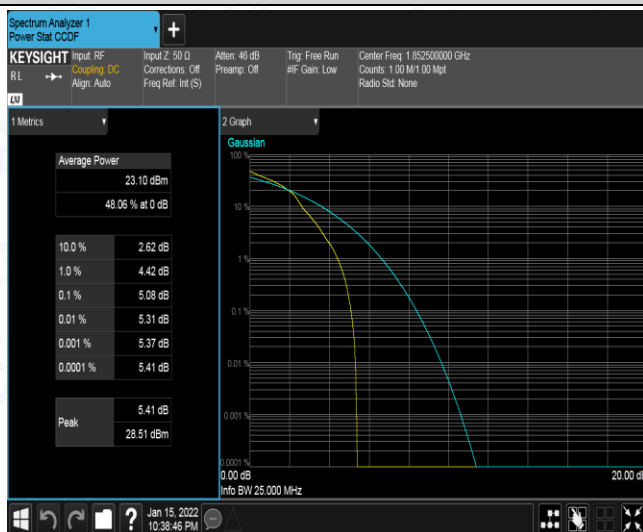 Spectrum Analyzer 1
Power Stat CCDF
+
KEYSIGHT
Input: RF
Coupling: DC
Align: Auto
R L
LXI
Input Z: 50 Ω
Corrections: Off
Freq Ref: Int (S)
Atten: 46 dB
Preamp: Off
Trig: Free Run
#IF Gain: Low
Center Freq: 1.852500000 GHz
Counts: 1.00 M/1.00 Mpt
Radio Std: None
1 Metrics
Average Power
23.10 dBm
48.06 % at 0 dB
10.0 % 2.62 dB
1.0 % 4.42 dB
0.1 % 5.08 dB
0.01 % 5.31 dB
0.001 % 5.37 dB
0.0001 % 5.41 dB
Peak
5.41 dB
28.51 dBm
2 Graph
Gaussian
100 %
10 %
1 %
0.1 %
0.01 %
0.001 %
0.0001 %
0.00 dB
20.00 dB
Info BW 25.000 MHz
?
Jan 15, 2022
10:38:46 PM